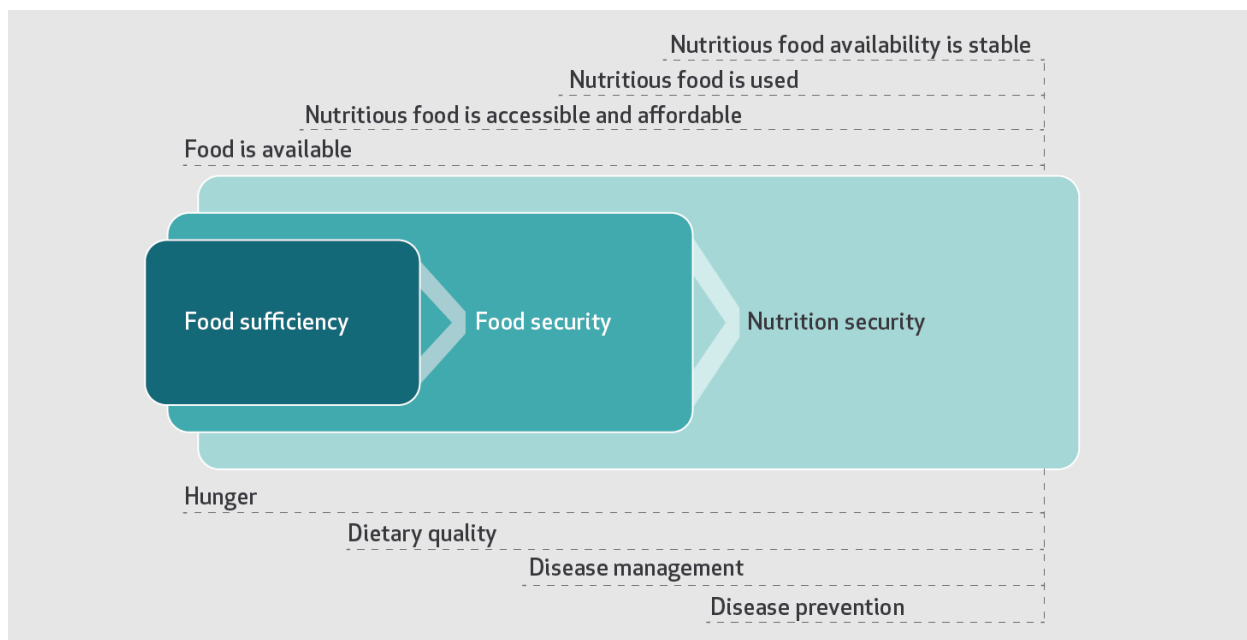 Nutritious food availability is stable
Nutritious food is used
Nutritious food is accessible and affordable
Food is available
Food sufficiency
Food security
Nutrition security
Hunger
Dietary quality
Disease management
Disease prevention